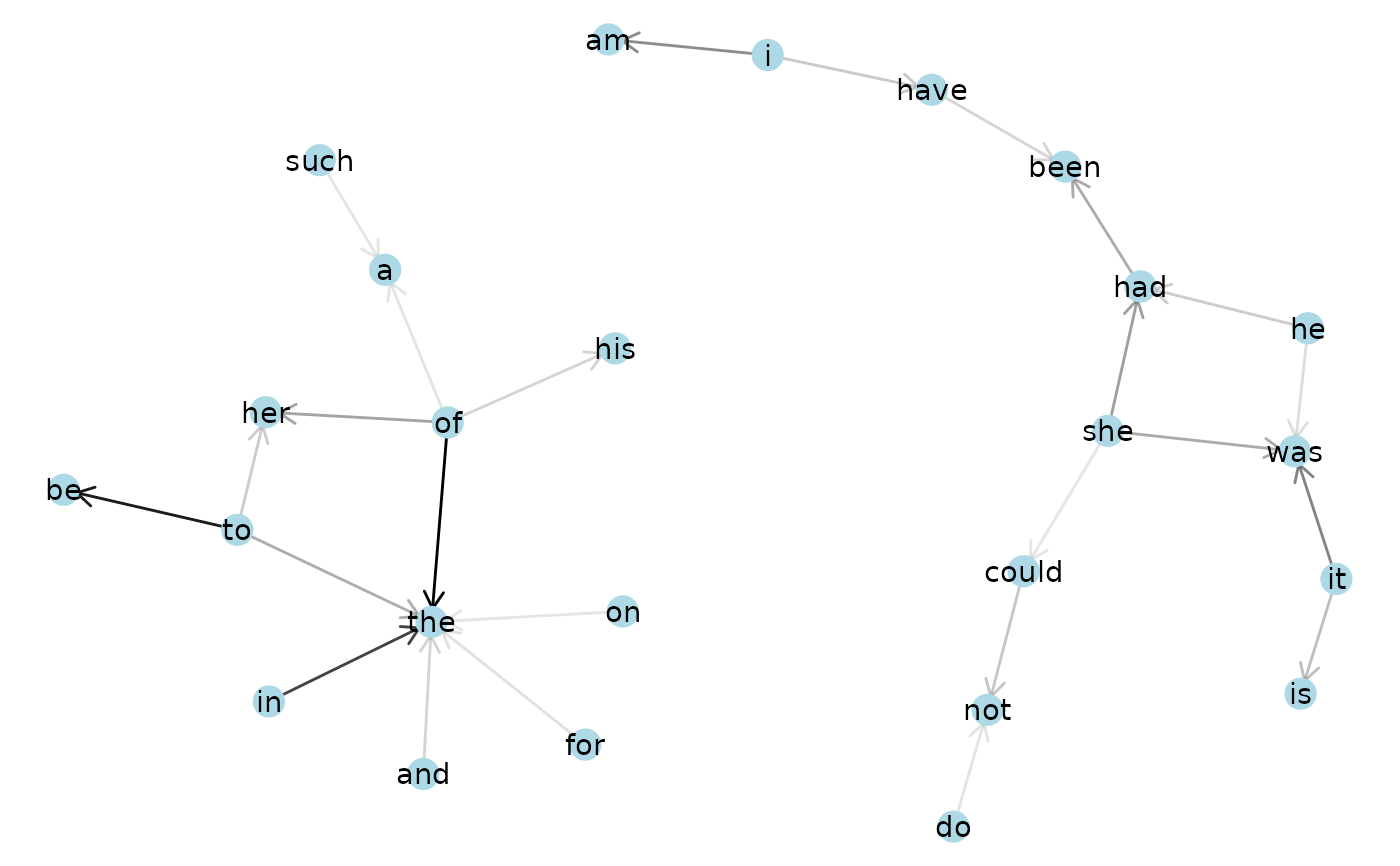 am
i
have
such
been
a
had
he
his
her
of
she
was
be
to
could
it
the
on
in
is
not
for
and
do